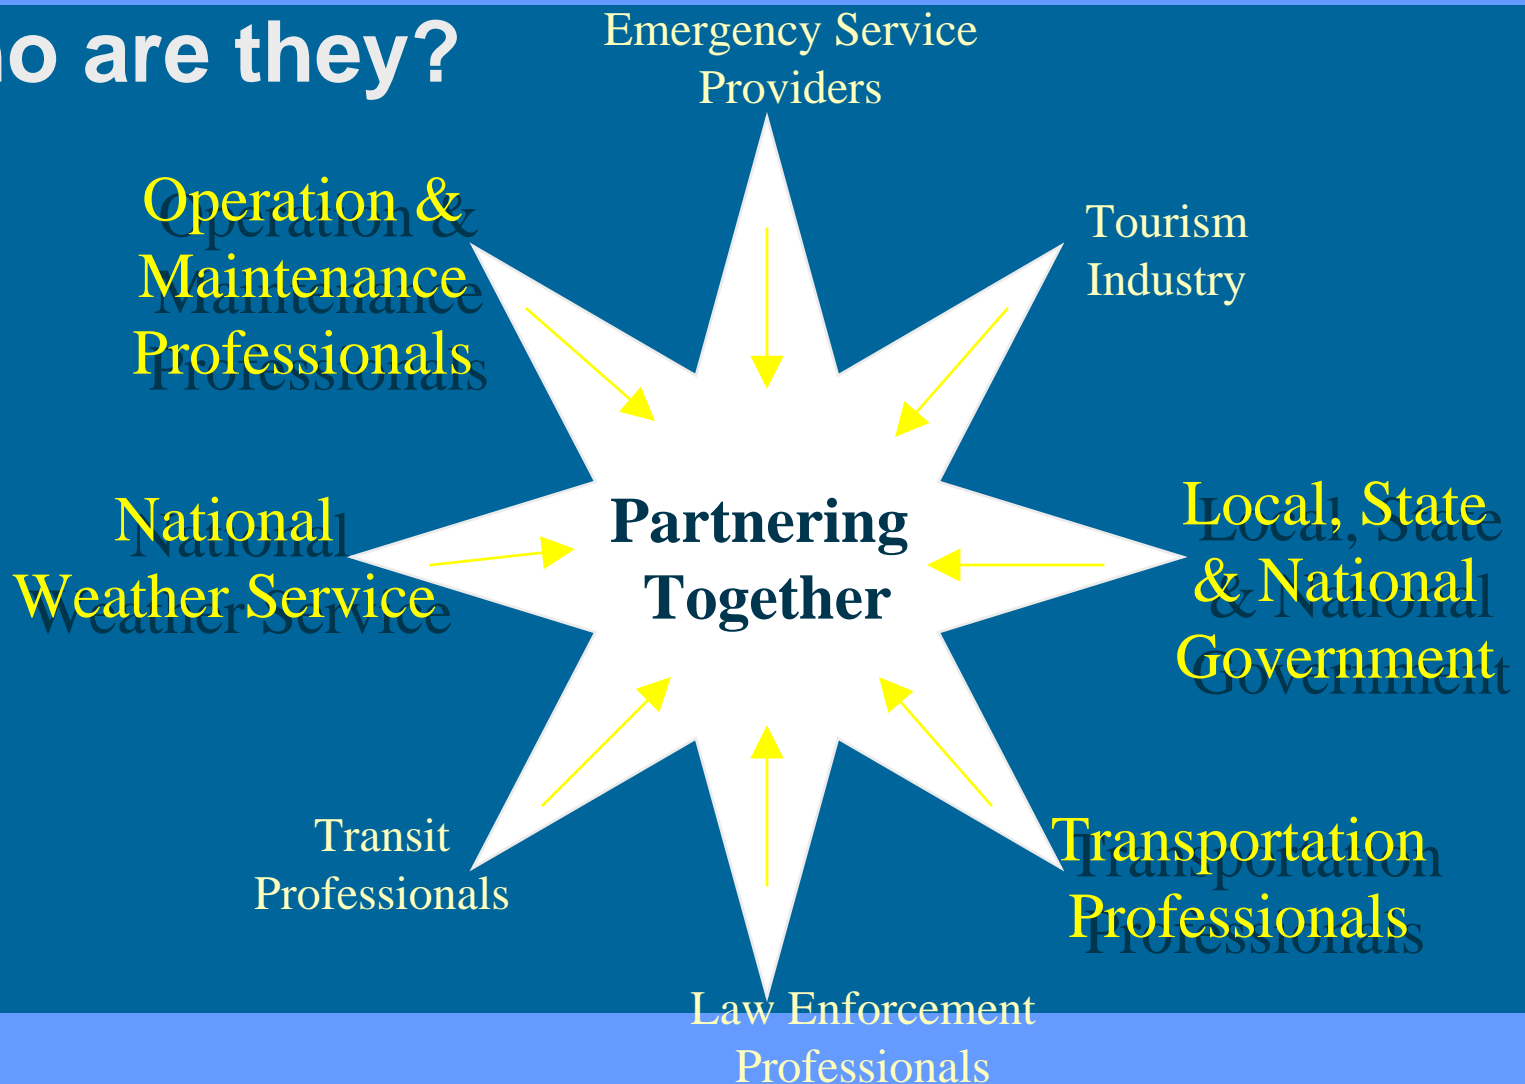 o are they?
Emergency Service
Providers
Operation &
Maintenance
Professionals
Tourism
Industry
National
Weather Service
Partnering
Together
Local, State
& National
Government
Transit
Professionals
Transportation
Professionals
Law Enforcement
Professionals